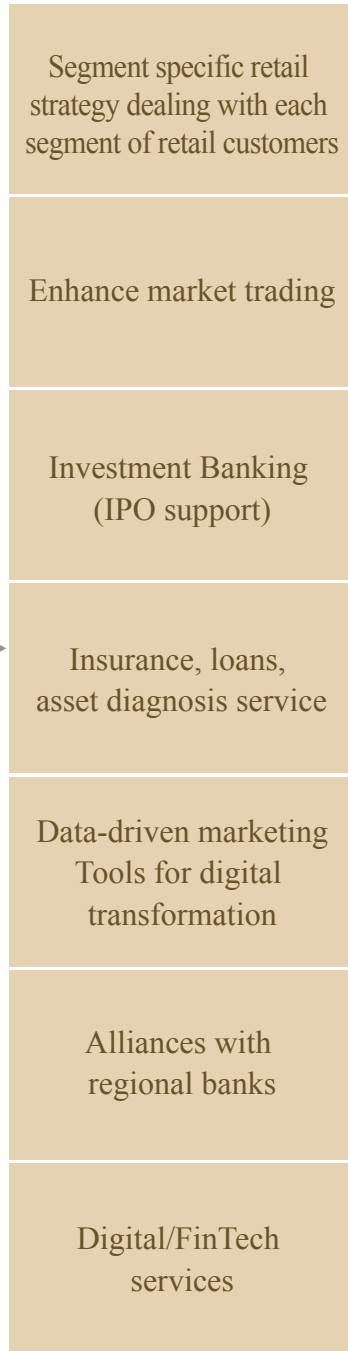 Segment specific retail
strategy dealing with each
segment of retail customers
Enhance market trading
Investment Banking
(IPO support)
Insurance, loans,
asset diagnosis service
Data-driven marketing
Tools for digital
transformation
Alliances with
regional banks
Digital/FinTech
services